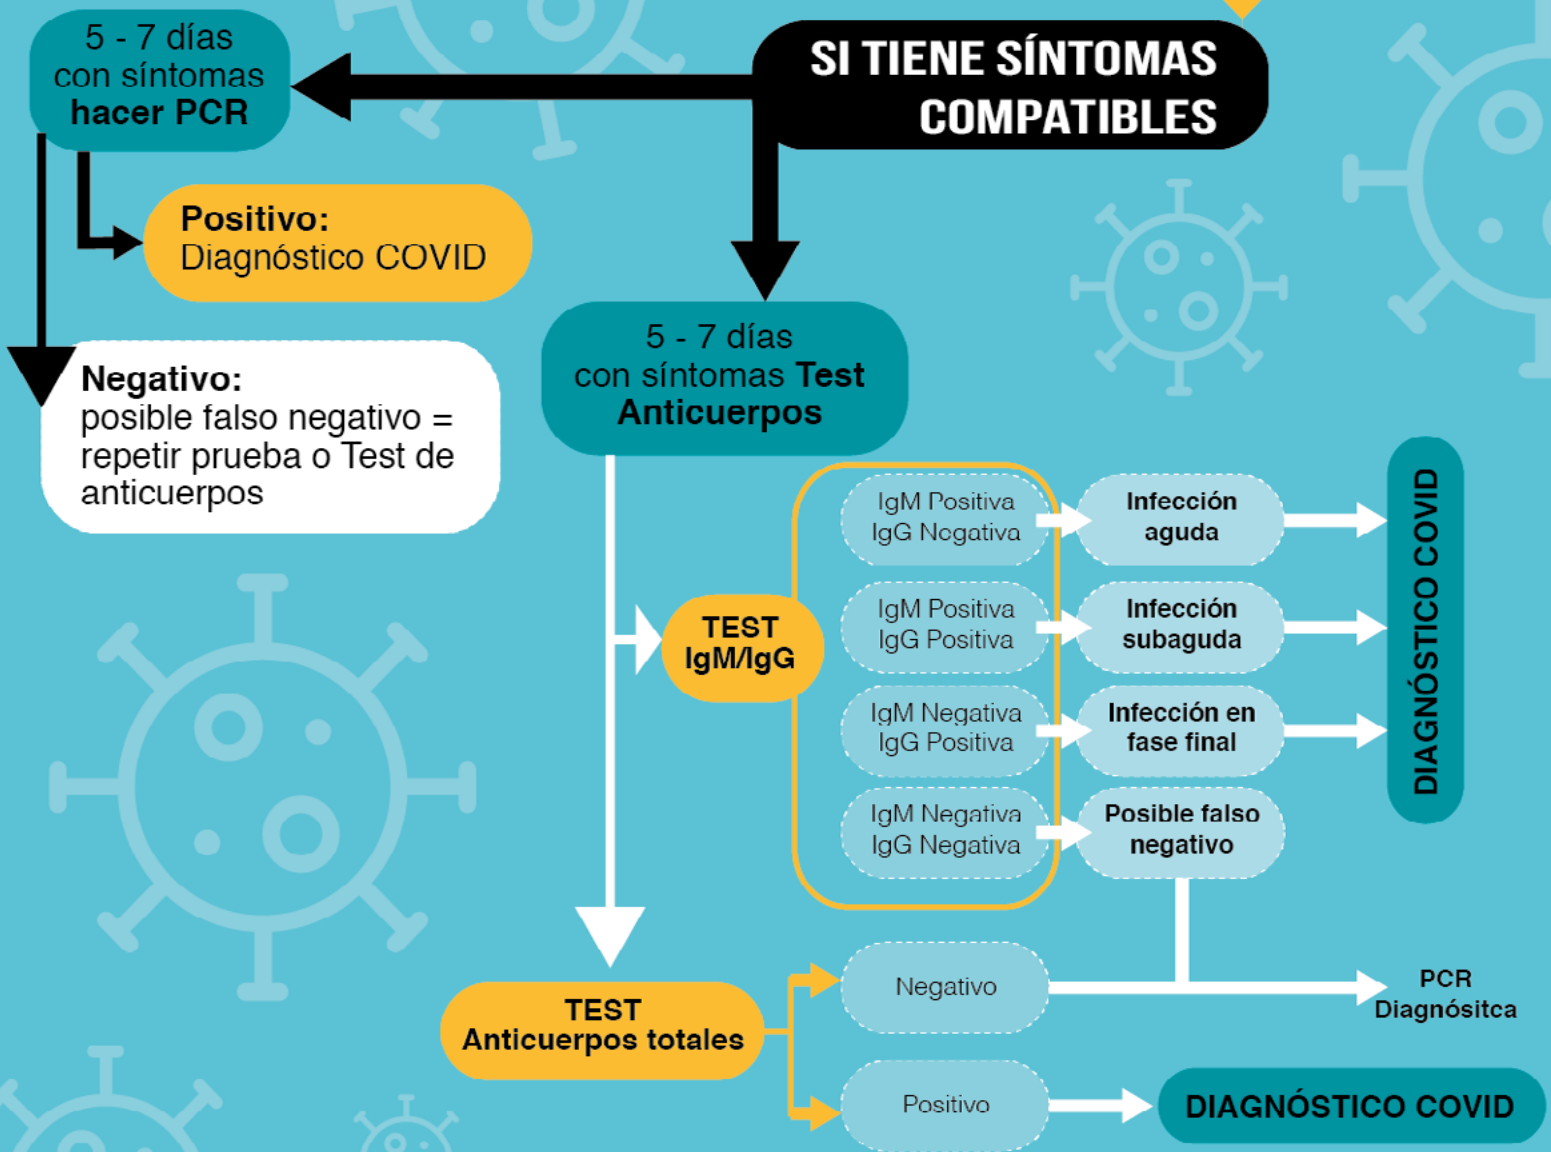 SI TIENE SÍNTOMAS
COMPATIBLES
5 - 7 días
con síntomas
hacer PCR
Positivo:
Diagnóstico COVID
Negativo:
posible falso negativo =
repetir prueba o Test de
anticuerpos
5 - 7 días
con síntomas Test
Anticuerpos
TEST
IgM/IgG
IgM Positiva
IgG Negativa
Infección
aguda
IgM Positiva
IgG Positiva
Infección
subaguda
IgM Negativa
IgG Positiva
Infección en
fase final
IgM Negativa
IgG Negativa
Posible falso
negativo
DIAGNÓSTICO COVID
TEST
Anticuerpos totales
Negativo
PCR
Diagnósitca
Positivo
DIAGNÓSTICO COVID